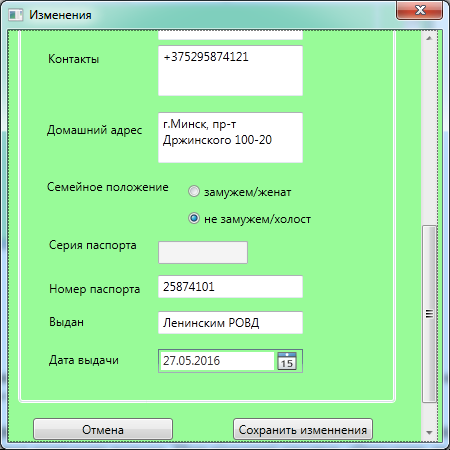 Изменения
Контакты
+375295874121
Домашний адрес
г.Минск, пр-т
Држинского 100-20
Семейное положение
замужем/женат
не замужем/холост
Серия паспорта
Номер паспорта
25874101
Выдан
Ленинским РОВД
Дата выдачи
27.05.2016
15
Отмена
Сохранить изменнения